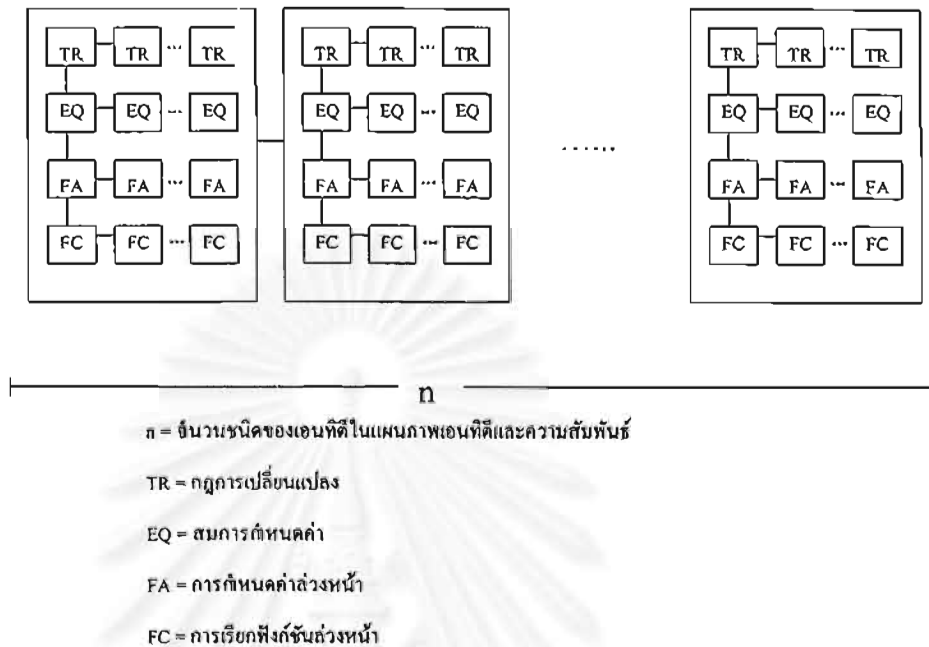 TR TR ... TR TR TR ... TR TR TR ... TR
EQ EQ ... EQ EQ EQ ... EQ EQ EQ ... EQ
......
FA FA ... FA FA FA ... FA FA FA ... FA
FC FC ... FC FC FC ... FC FC FC ... FC
n
n = จำนวนชนิดของเอนทิตีในแผนภาพเอนทิตีและความสัมพันธ์
TR = กฎการเปลี่ยนแปลง
EQ = สมการกำหนดค่า
FA = การกำหนดค่าล่วงหน้า
FC = การเรียกฟังก์ชันล่วงหน้า